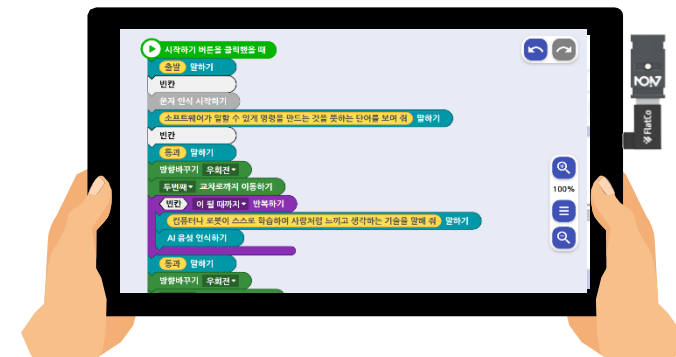 시작하기 버튼을 클릭했을 때
출발 말하기
빈칸
문자 인식 시작하기
소프트웨어가 일할 수 있게 명령을 만드는 것을 뜻하는 단어를 보여 줘 말하기
빈칸
통과 말하기
방향바꾸기 우회전
두번째 교차로까지 이동하기
빈칸 이 될 때까지 반복하기
컴퓨터나 로봇이 스스로 학습하여 사람처럼 느끼고 생각하는 기술을 말해 줘 말하기
AI 음성 인식하기
통과 말하기
방향바꾸기 우회전
100%
FlatCo